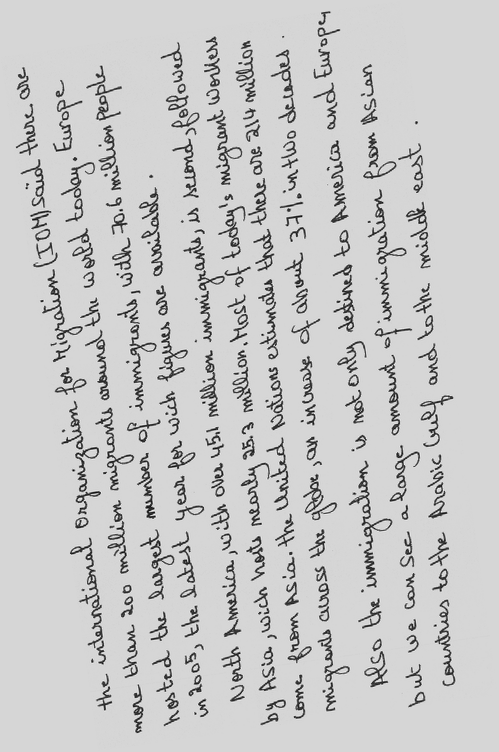 the international Organization for Migration (IOM) said there are
more than 200 million migrants around the world today. Europe
hosted the largest number of immigrants, with 70.6 million people
in 2005, the latest year for wich figures are available.
North America, with over 45.1 million immigrants, is second, followed
by Asia, wich hosts nearly 25.3 million. Most of today's migrant workers
come from Asia. the United Nations estimates that there are 214 million
migrants across the globe, an increase of about 37% in two decades.
Also the immigration is not only defined to America and Europe,
but we can see a large amount of immigration from Asian
countries to the Arabic Gulf and to the middle east.